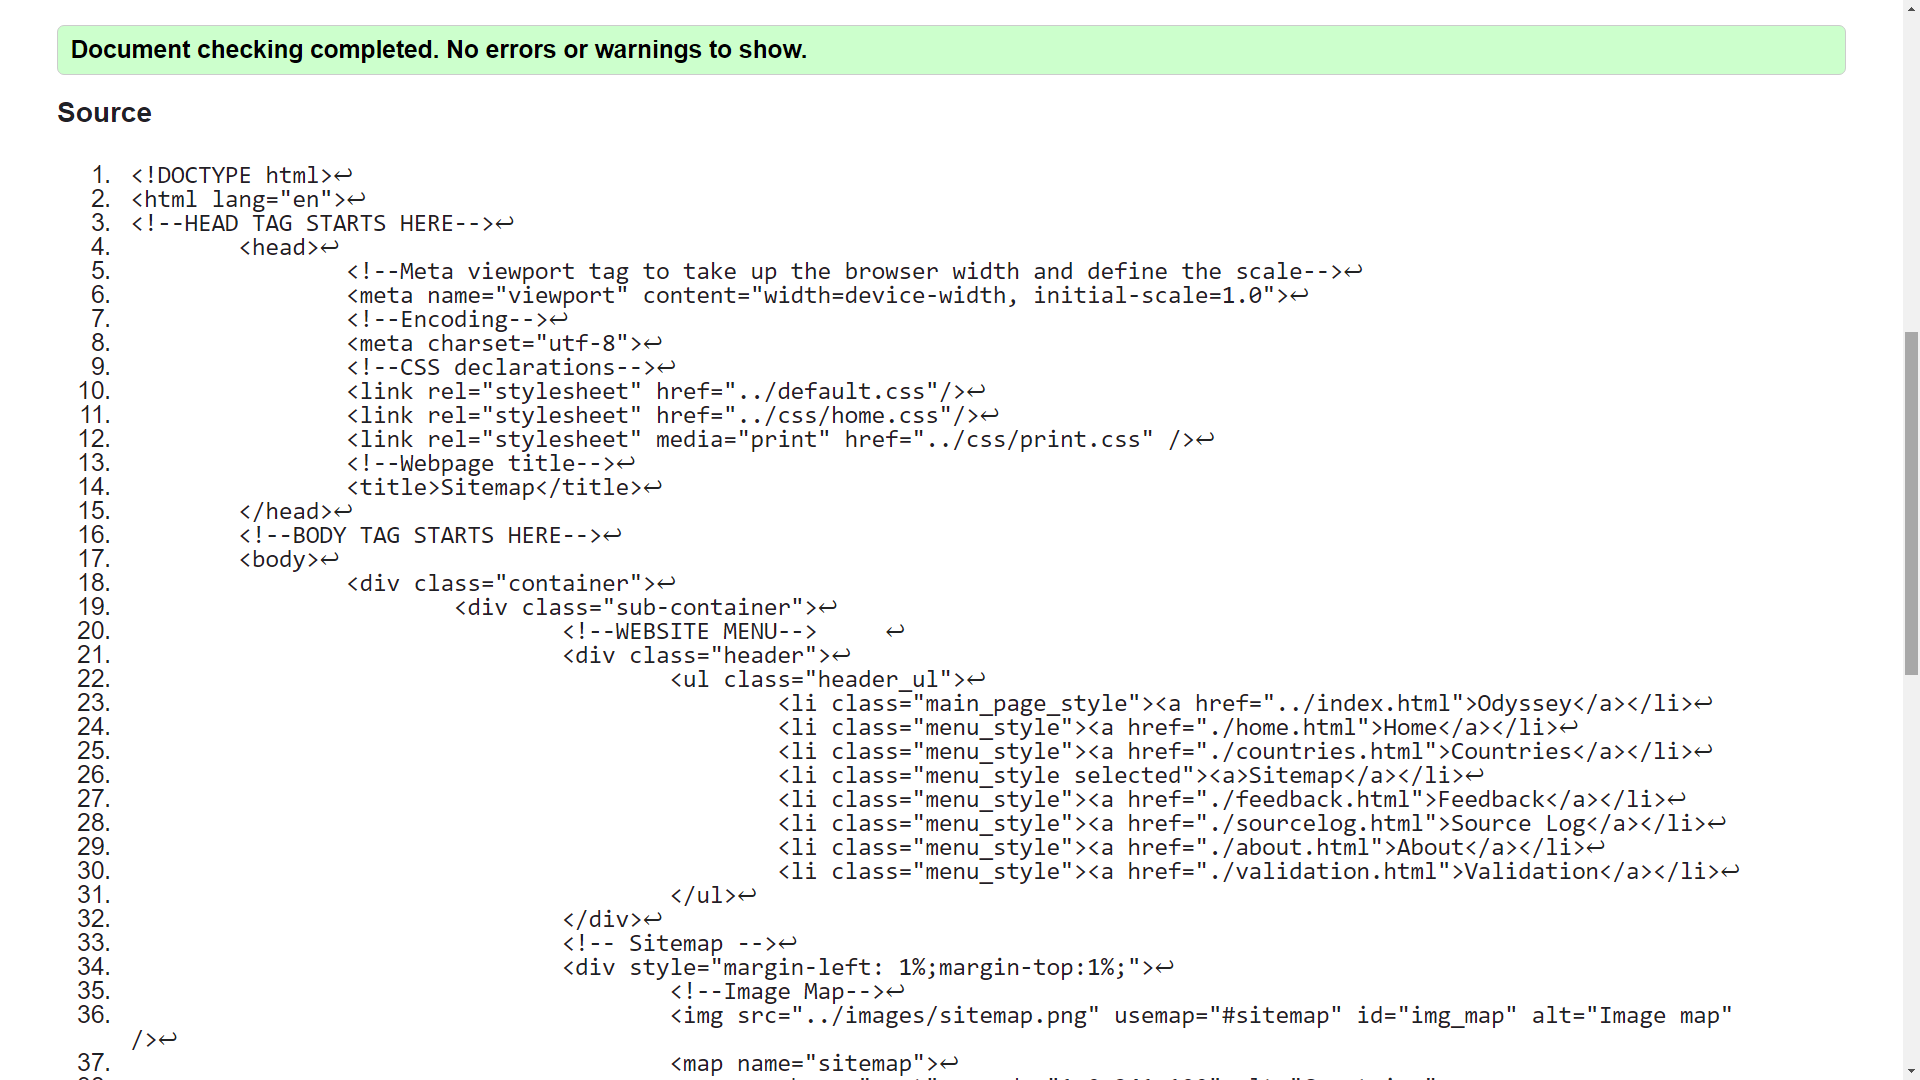 Document checking completed. No errors or warnings to show.
Source
1. <!DOCTYPE html>↩
2. <html lang="en">↩
3. <!--HEAD TAG STARTS HERE-->↩
4. <head>↩
5. <!--Meta viewport tag to take up the browser width and define the scale-->↩
6. <meta name="viewport" content="width=device-width, initial-scale=1.0">↩
7. <!--Encoding-->↩
8. <meta charset="utf-8">↩
9. <!--CSS declarations-->↩
10. <link rel="stylesheet" href="../default.css"/>↩
11. <link rel="stylesheet" href="../css/home.css"/>↩
12. <link rel="stylesheet" media="print" href="../css/print.css" />↩
13. <!--Webpage title-->↩
14. <title>Sitemap</title>↩
15. </head>↩
16. <!--BODY TAG STARTS HERE-->↩
17. <body>↩
18. <div class="container">↩
19. <div class="sub-container">↩
20. <!--WEBSITE MENU--> ↩
21. <div class="header">↩
22. <ul class="header_ul">↩
23. <li class="main_page_style"><a href="../index.html">Odyssey</a></li>↩
24. <li class="menu_style"><a href="./home.html">Home</a></li>↩
25. <li class="menu_style"><a href="./countries.html">Countries</a></li>↩
26. <li class="menu_style selected"><a>Sitemap</a></li>↩
27. <li class="menu_style"><a href="./feedback.html">Feedback</a></li>↩
28. <li class="menu_style"><a href="./sourcelog.html">Source Log</a></li>↩
29. <li class="menu_style"><a href="./about.html">About</a></li>↩
30. <li class="menu_style"><a href="./validation.html">Validation</a></li>↩
31. </ul>↩
32. </div>↩
33. <!-- Sitemap -->↩
34. <div style="margin-left: 1%;margin-top:1%;">↩
35. <!--Image Map-->↩
36. <img src="../images/sitemap.png" usemap="#sitemap" id="img_map" alt="Image map"
/>↩
37. <map name="sitemap">↩